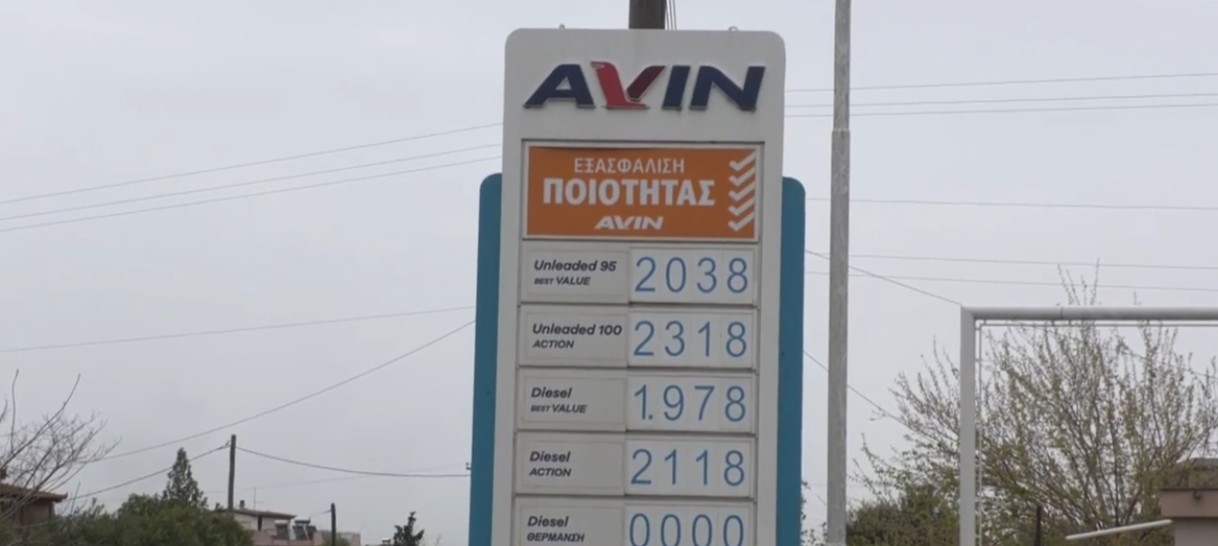 AVIN
ΕΞΑΣΦΑΛΙΣΗ
ΠΟΙΟΤΗΤΑΣ
AVIN
Unleaded 95
BEST VALUE
2038
Unleaded 100
ACTION
2318
Diesel
BEST VALUE
1.978
Diesel
ACTION
2118
Diesel
ΘΕΡΜΑΝΣΗ
0000